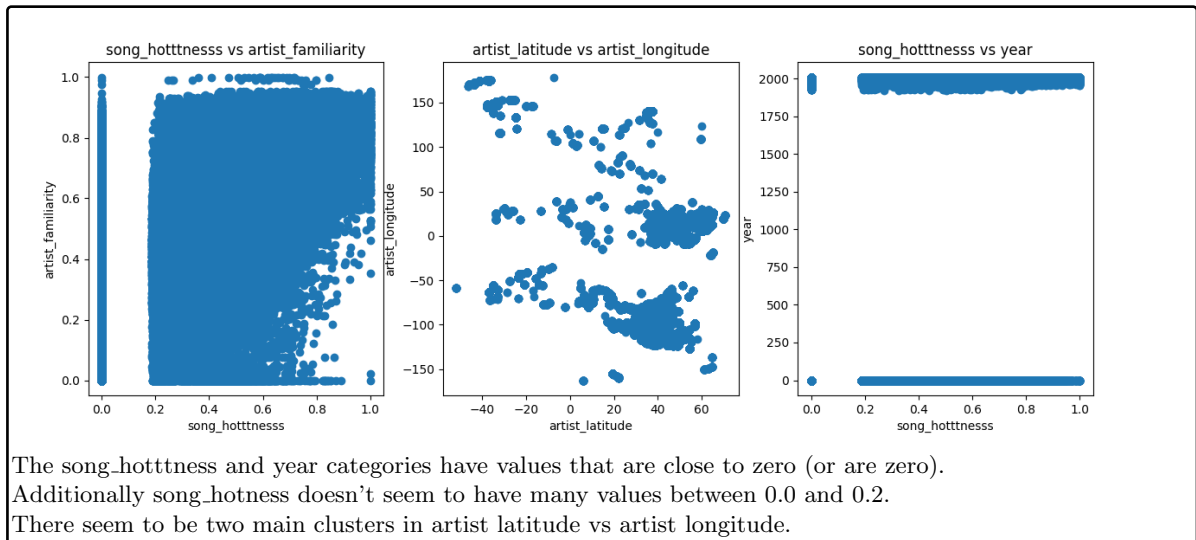 song_hotttnesss vs artist_familiarity
1.0
0.8
0.6
0.4
0.2
0.0
artist_familiarity
0.0 0.2 0.4 0.6 0.8 1.0
song_hotttnesss
artist_latitude vs artist_longitude
150
100
50
0
−50
−100
−150
artist_longitude
−40 −20 0 20 40 60
artist_latitude
song_hotttnesss vs year
2000
1750
1500
1250
1000
750
500
250
0
year
0.0 0.2 0.4 0.6 0.8 1.0
song_hotttnesss
The song_hotttness and year categories have values that are close to zero (or are zero).
Additionally song_hotness doesn't seem to have many values between 0.0 and 0.2.
There seem to be two main clusters in artist latitude vs artist longitude.